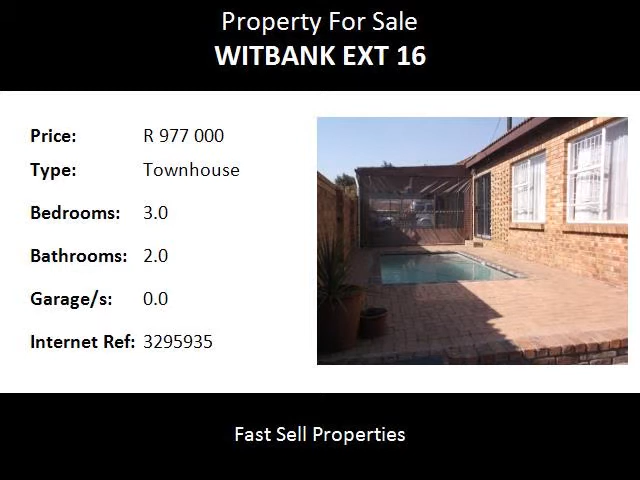 Property For Sale
WITBANK EXT 16
Price: R 977 000
Type: Townhouse
Bedrooms: 3.0
Bathrooms: 2.0
Garage/s: 0.0
Internet Ref: 3295935
Fast Sell Properties